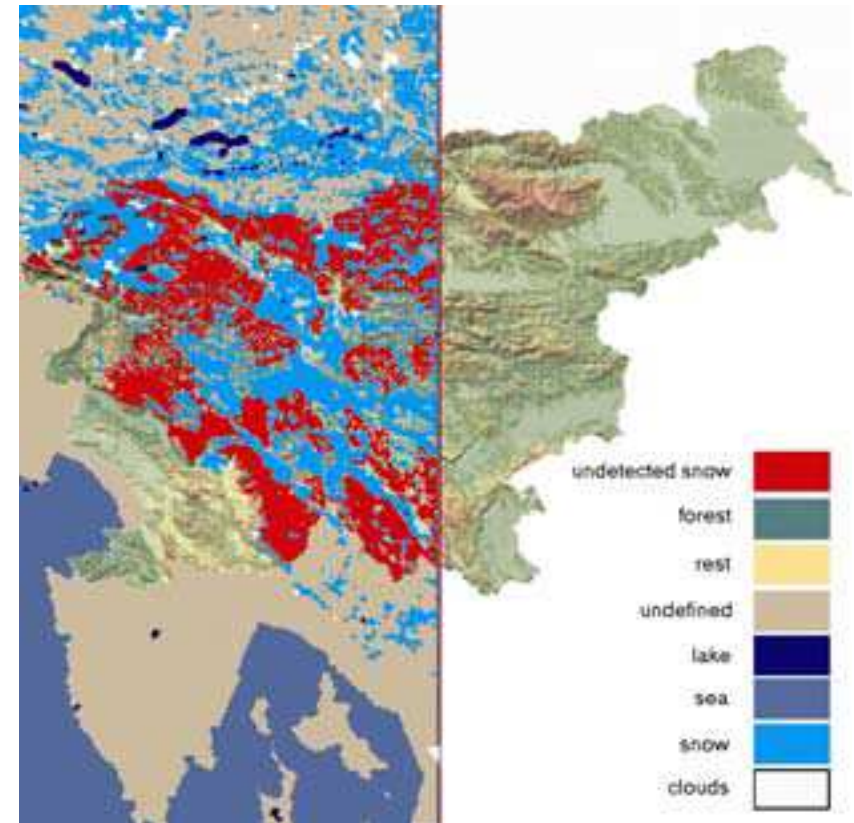 undetected snow
forest
rest
undefined
lake
sea
snow
clouds